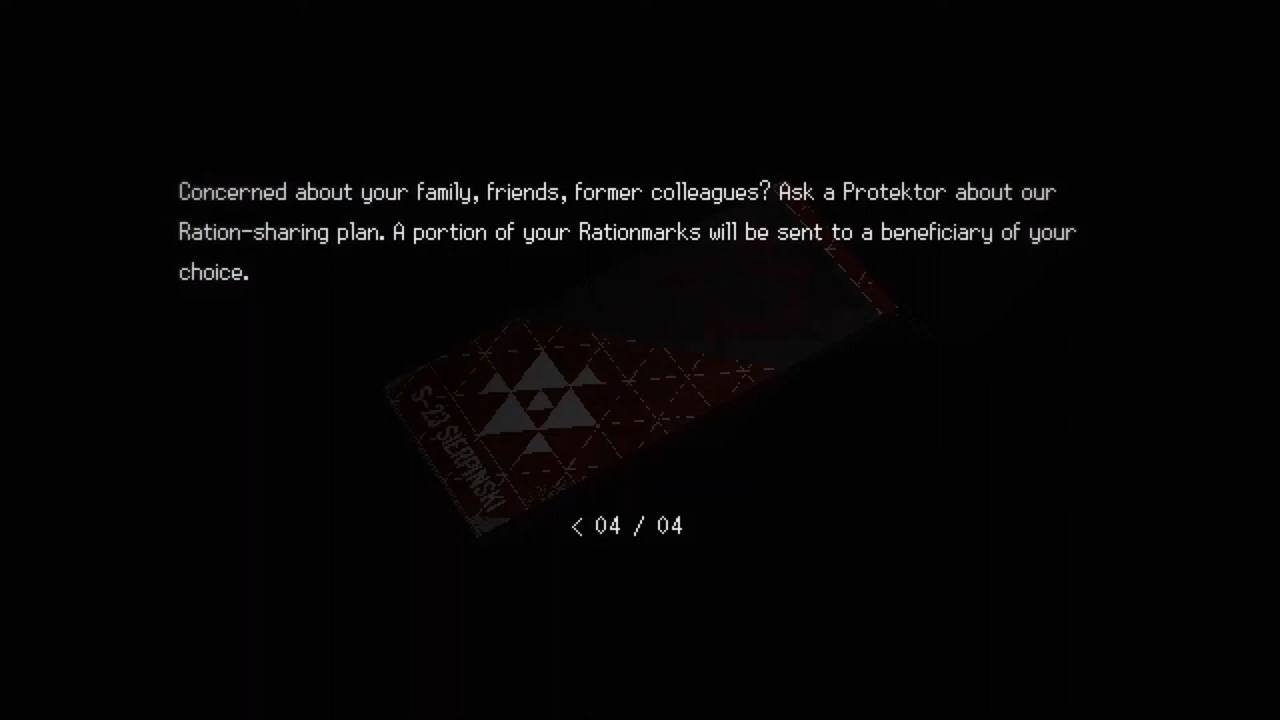 Concerned about your family, friends, former colleagues? Ask a Protektor about our
Ration-sharing plan. A portion of your Rationmarks will be sent to a beneficiary of your
choice.
S-23 SIERPINSKI
< 04 / 04